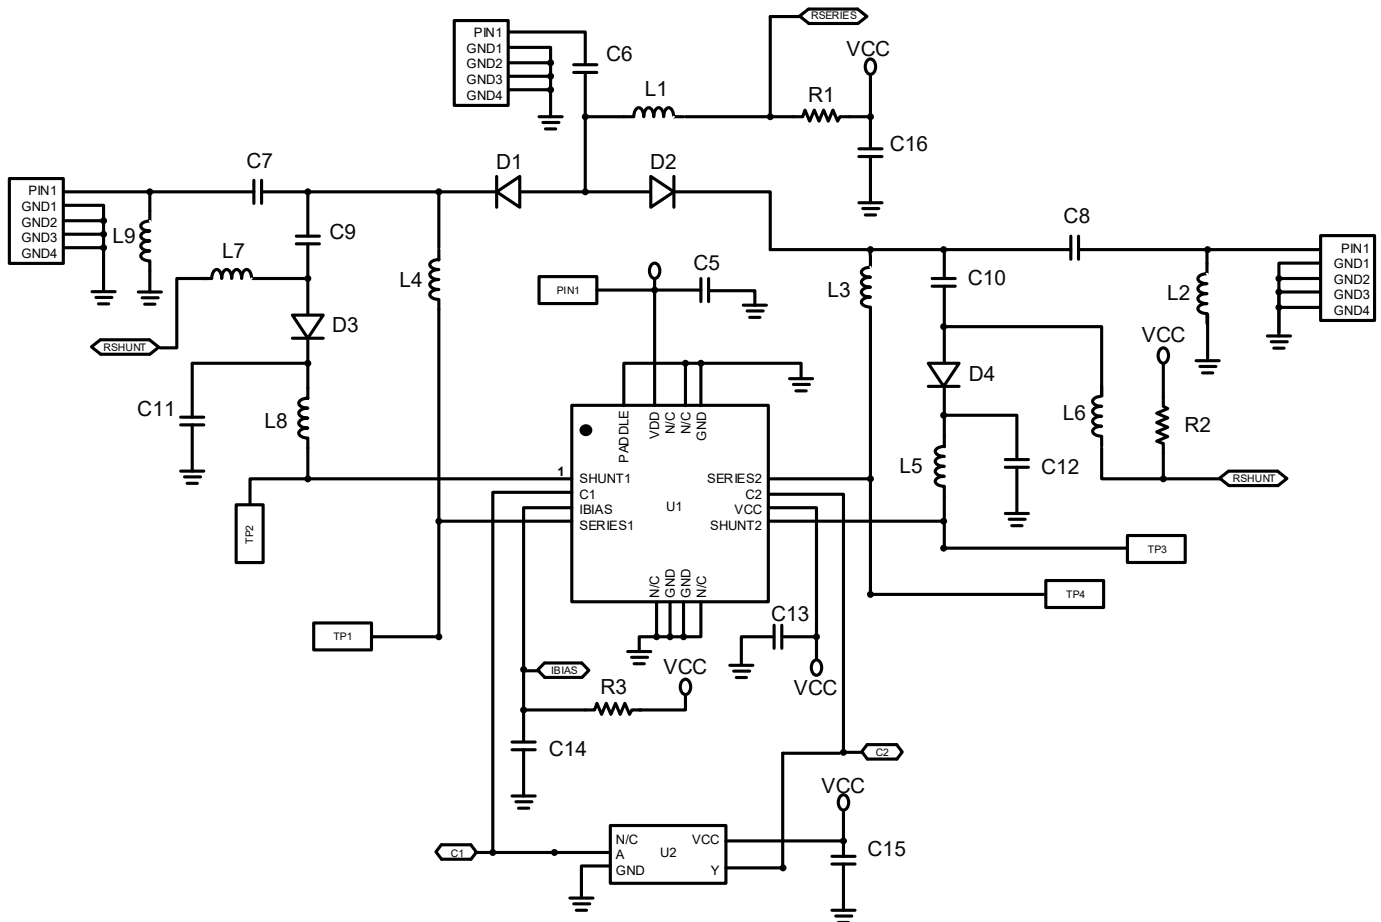 RSERIES
PIN1
GND1
GND2
GND3
GND4
C6
VCC
L1
R1
C16
C7
D1
D2
PIN1
GND1
GND2
GND3
GND4
L9
C9
L7
L4
C8
PIN1
GND1
GND2
GND3
GND4
C5
PIN1
L3
C10
L2
D3
RSHUNT
VCC
D4
C11
L8
L6
R2
PADDLE
VDD
N/C
N/C
GND
1
SHUNT1
C1
IBIAS
SERIES1
U1
SERIES2
C2
VCC
SHUNT2
L5
C12
RSHUNT
TP2
TP3
N/C
GND
GND
N/C
TP4
C13
TP1
IBIAS
VCC
VCC
R3
C14
C2
VCC
C1
N/C
A
GND
U2
VCC
Y
C15